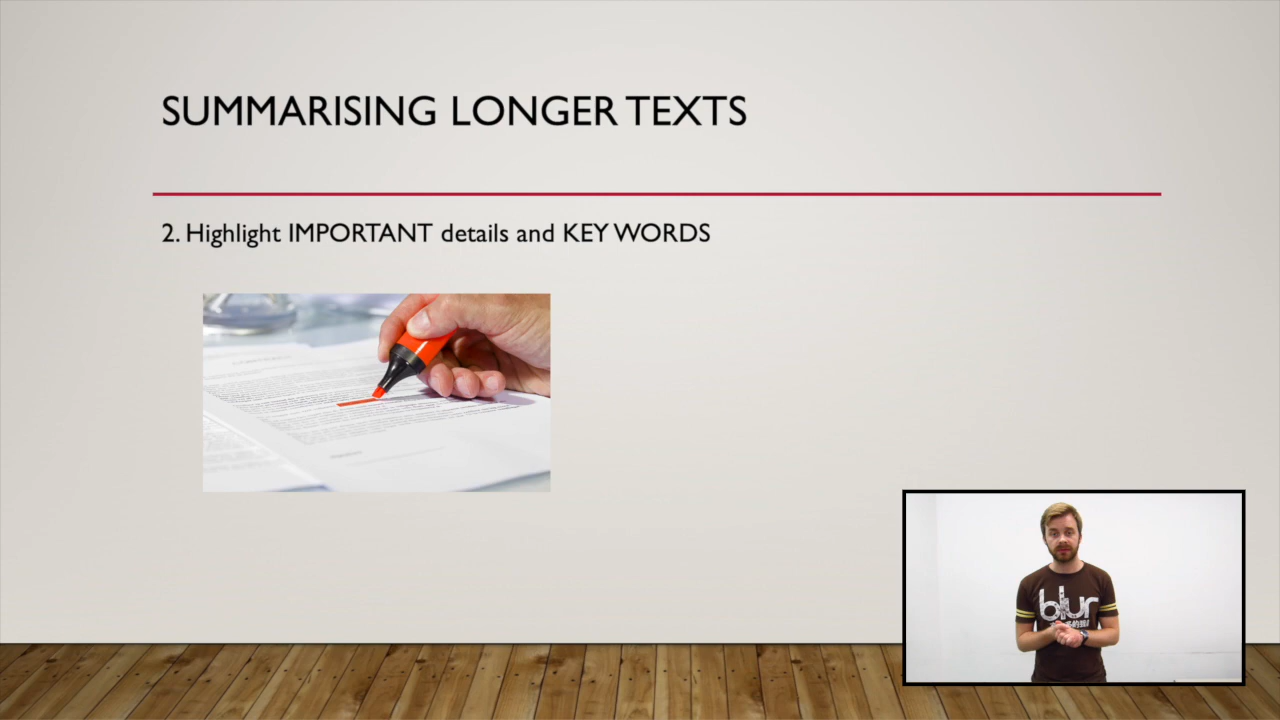 SUMMARISING LONGER TEXTS
2. Highlight IMPORTANT details and KEY WORDS
blur